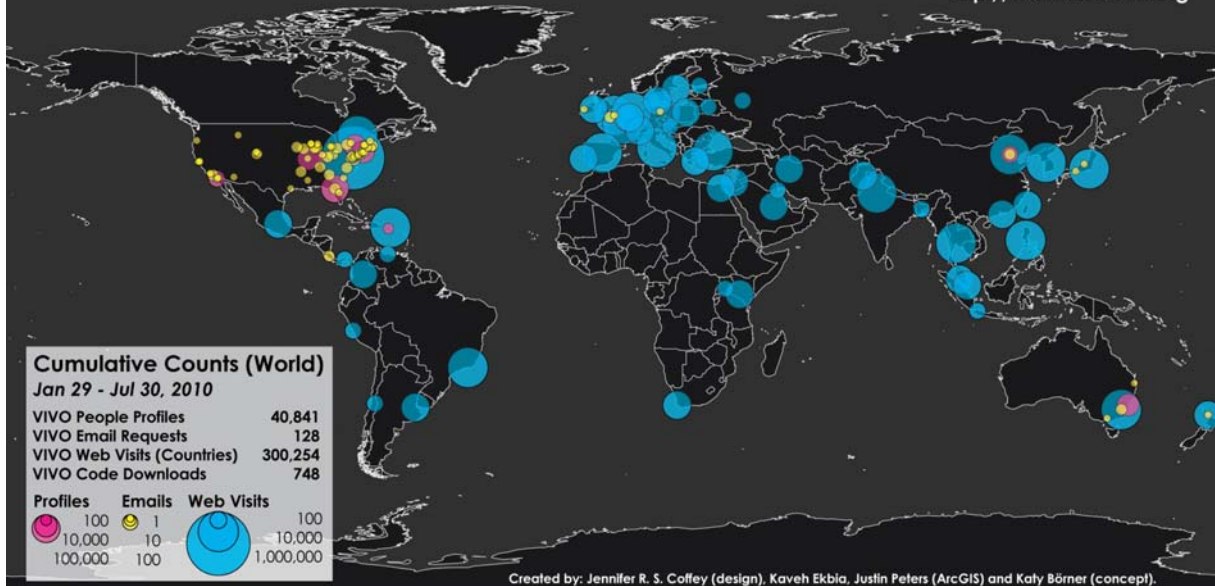 Cumulative Counts (World)
Jan 29 - Jul 30, 2010
VIVO People Profiles 40,841
VIVO Email Requests 128
VIVO Web Visits (Countries) 300,254
VIVO Code Downloads 748
Profiles Emails Web Visits
100 1 100
10,000 10 10,000
100,000 100 1,000,000
Created by: Jennifer R. S. Coffey (design), Kaveh Ekbia, Justin Peters (ArcGIS) and Katy Börner (concept)